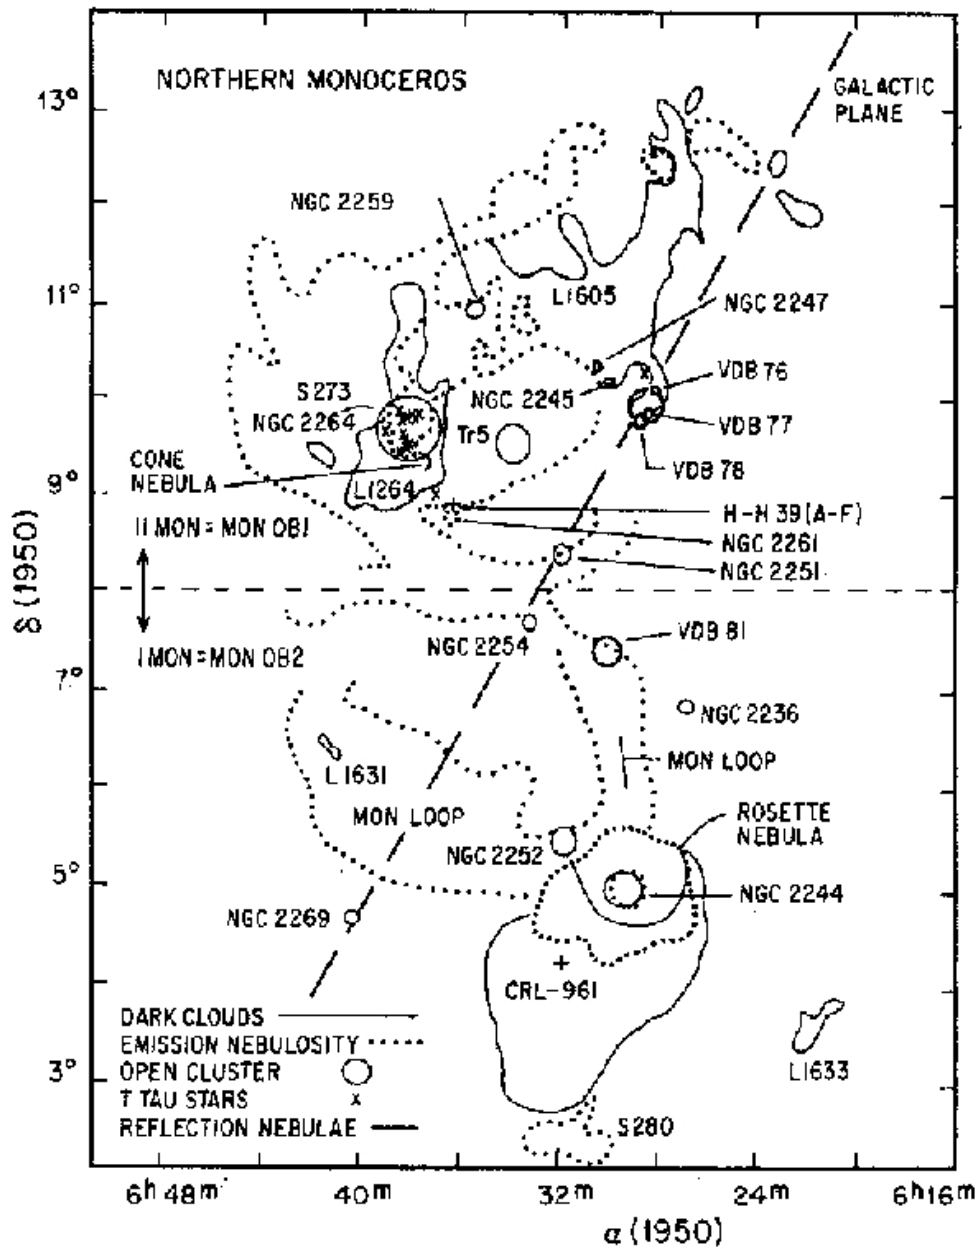 NORTHERN MONOCEROS
GALACTIC
PLANE
13°
NGC 2259
11°
L1605
NGC 2247
VDB 76
S273
NGC 2264
NGC 2245
Tr5
VDB 77
VDB 78
CONE
NEBULA
L1264
9°
H-H 39 (A-F)
II MON = MON OB1
NGC 2261
NGC 2251
δ (1950)
I MON = MON OB2
NGC 2254
VDB 81
7°
NGC 2236
L1631
MON LOOP
MON LOOP
ROSETTE
NEBULA
NGC 2252
5°
NGC 2244
NGC 2269
CRL-961
DARK CLOUDS
EMISSION NEBULOSITY
OPEN CLUSTER
T TAU STARS x
REFLECTION NEBULAE
3°
L1633
S280
6h 48m
40m
32m
24m
6h 16m
α (1950)